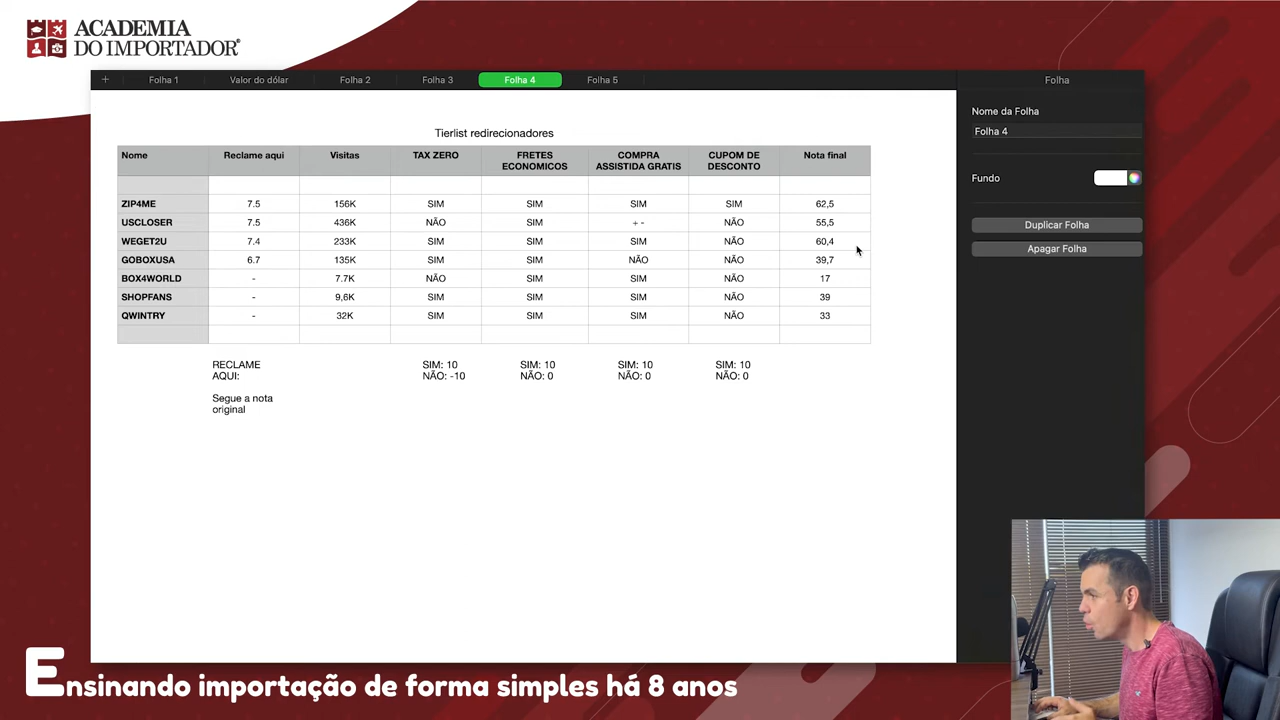 ACADEMIA
DO IMPORTADOR®
+ Folha 1 Valor do dólar Folha 2 Folha 3 Folha 4 Folha 5 Folha
Nome da Folha
Folha 4
Fundo
Duplicar Folha
Apagar Folha
Tierlist redirecionadores
Nome Reclame aqui Visitas TAX ZERO FRETES ECONOMICOS COMPRA ASSISTIDA GRATIS CUPOM DE DESCONTO Nota final
ZIP4ME 7.5 156K SIM SIM SIM SIM 62,5
USCLOSER 7.5 436K NÃO SIM + - NÃO 55,5
WEGET2U 7.4 233K SIM SIM SIM NÃO 60,4
GOBOXUSA 6.7 135K SIM SIM NÃO NÃO 39,7
BOX4WORLD - 7.7K NÃO SIM SIM NÃO 17
SHOPFANS - 9,6K SIM SIM SIM NÃO 39
QWINTRY - 32K SIM SIM SIM NÃO 33
RECLAME SIM: 10 SIM: 10 SIM: 10 SIM: 10
AQUI: NÃO: -10 NÃO: 0 NÃO: 0 NÃO: 0
Segue a nota
original
Ensinando importação de forma simples há 8 anos